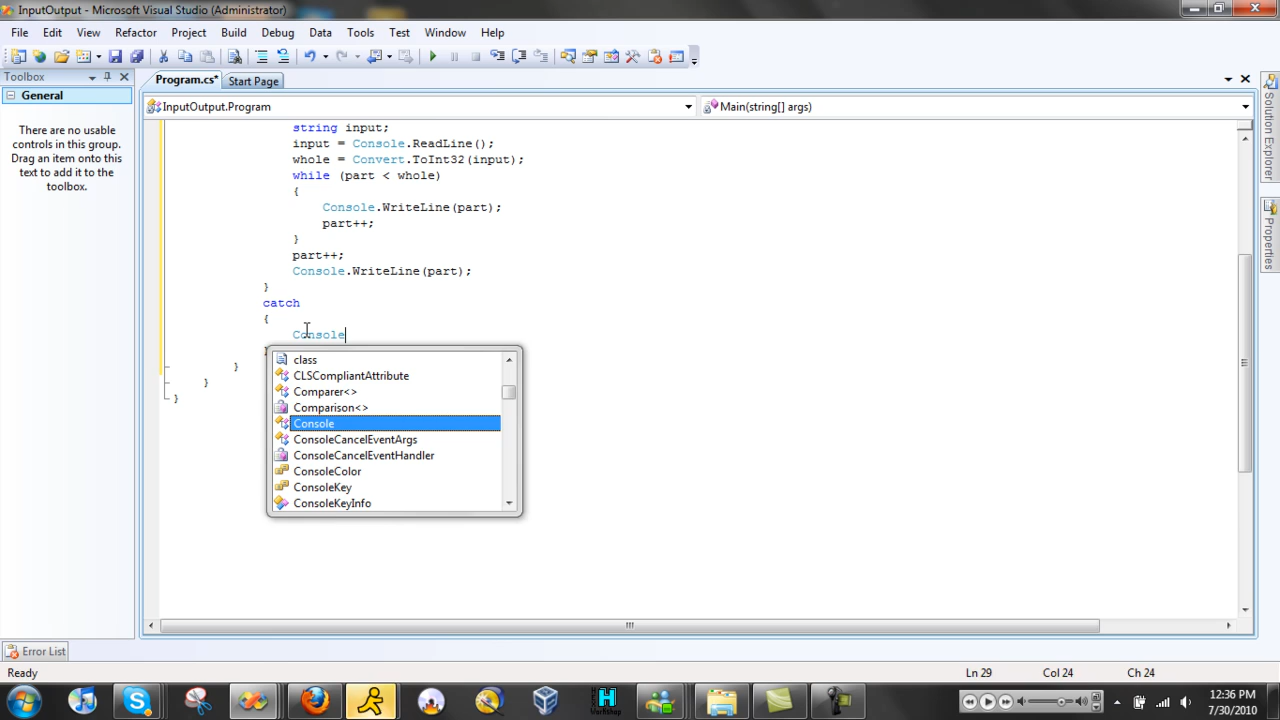 InputOutput - Microsoft Visual Studio (Administrator)
File Edit View Refactor Project Build Debug Data Tools Test Window Help
Toolbox
Program.cs* Start Page
General
InputOutput.Program Main(string[] args)
There are no usable
controls in this group.
Drag an item onto this
text to add it to the
toolbox.
string input;
input = Console.ReadLine();
whole = Convert.ToInt32(input);
while (part < whole)
{
Console.WriteLine(part);
part++;
}
part++;
Console.WriteLine(part);
}
catch
{
Console
class
CLSCompliantAttribute
Comparer<>
Comparison<>
Console
ConsoleCancelEventArgs
ConsoleCancelEventHandler
ConsoleColor
ConsoleKey
ConsoleKeyInfo
}
}
}
Solution Explorer
Properties
Error List
Ready Ln 29 Col 24 Ch 24
H
Workshop
12:36 PM
7/30/2010